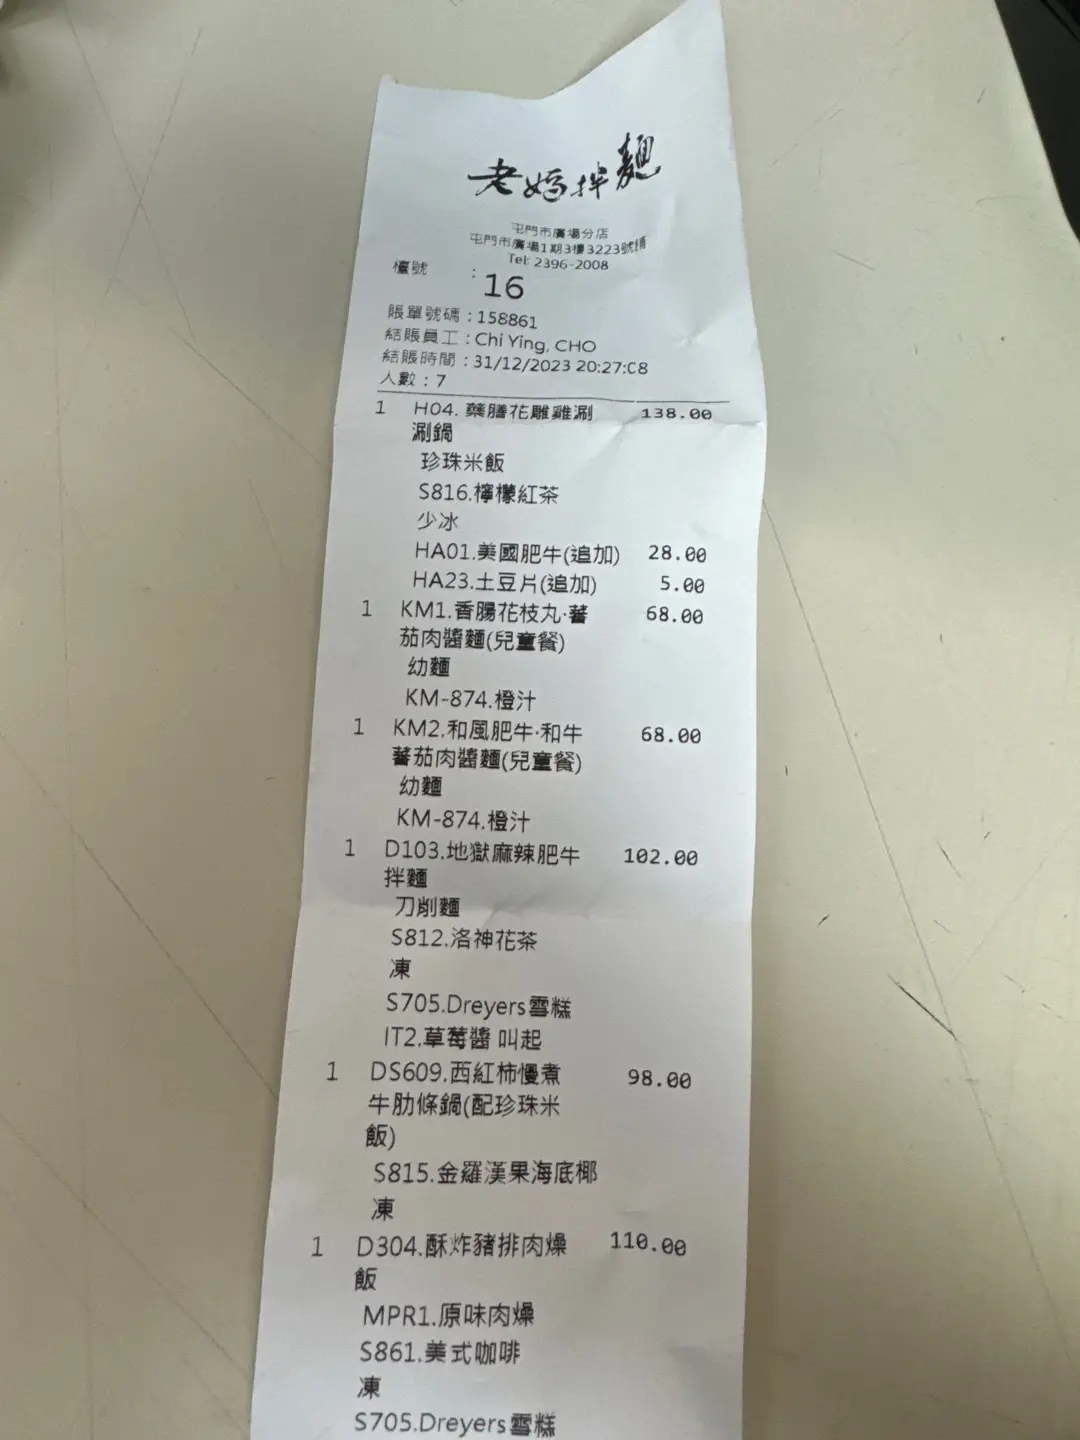 老媽拌麵
屯門市廣場分店
屯門市廣場1期3樓3223號舖
Tel: 2396-2008
檯號 : 16
賬單號碼 : 158861
結賬員工 : Chi Ying, CHO
結賬時間 : 31/12/2023 20:27:08
人數 : 7
1 H04. 藥膳花雕雞涮 138.00
涮鍋
珍珠米飯
S816.檸檬紅茶
少冰
HA01.美國肥牛(追加) 28.00
HA23.土豆片(追加) 5.00
1 KM1.香腸花枝丸·蕃 68.00
茄肉醬麵(兒童餐)
幼麵
KM-874.橙汁
1 KM2.和風肥牛·和牛 68.00
蕃茄肉醬麵(兒童餐)
幼麵
KM-874.橙汁
1 D103.地獄麻辣肥牛 102.00
拌麵
刀削麵
S812.洛神花茶
凍
S705.Dreyers雪糕
IT2.草莓醬 叫起
1 DS609.西紅柿慢煮 98.00
牛肋條鍋(配珍珠米
飯)
S815.金羅漢果海底椰
凍
1 D304.酥炸豬排肉燥 110.00
飯
MPR1.原味肉燥
S861.美式咖啡
凍
S705.Dreyers雪糕